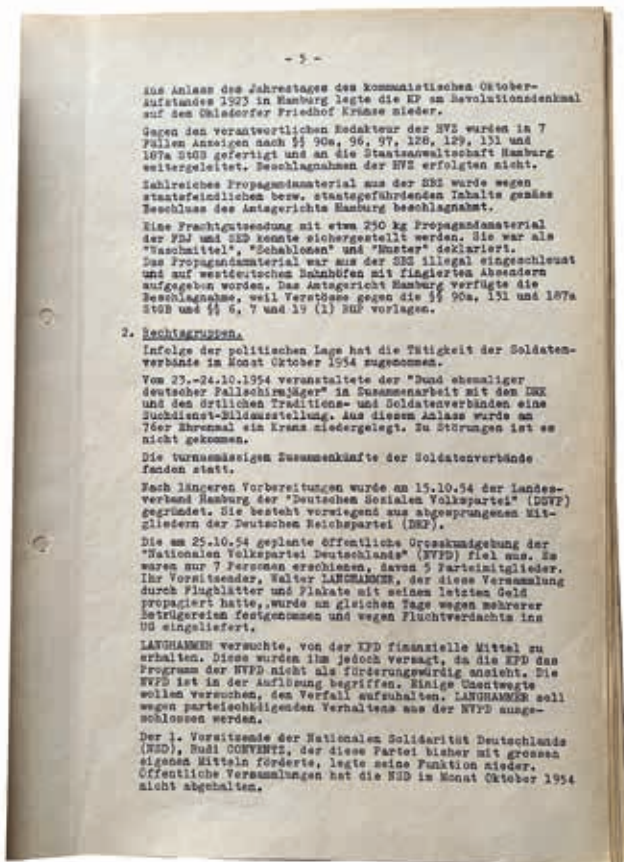 - 5 -
Aus Anlass des Jahrestages des kommunistischen Oktober-
Aufstandes 1923 in Hamburg legte die KP am Revolutionsdenkmal
auf dem Ohlsdorfer Friedhof Kränze nieder.
Gegen den verantwortlichen Redakteur der HVZ wurden in 7
Fällen Anzeigen nach §§ 90a, 96, 97, 128, 129, 131 und
187a StGB gefertigt und an die Staatsanwaltschaft Hamburg
weitergeleitet. Beschlagnahmen der HVZ erfolgten nicht.
Zahlreiches Propagandamaterial aus der SBZ wurde wegen
staatsfeindlichen bezw. staatsgefährdenden Inhalts gemäss
Beschluss des Amtsgerichts Hamburg beschlagnahmt.
Eine Frachtgutsendung mit etwa 250 kg Propagandamaterial
der FDJ und SED konnte sichergestellt werden. Sie war als
"Waschmittel", "Schablonen" und "Muster" deklariert.
Das Propagandamaterial war aus der SBZ illegal eingeschleust
und auf westdeutschen Bahnhöfen mit fingierten Absendern
aufgegeben worden. Das Amtsgericht Hamburg verfügte die
Beschlagnahme, weil Verstösse gegen die §§ 90a, 131 und 187a
StGB und §§ 6, 7 und 19 (1) vorlagen.
2. Rechtsgruppen.
Infolge der politischen Lage hat die Tätigkeit der Soldaten-
verbände im Monat Oktober 1954 zugenommen.
Vom 23.-24.10.1954 veranstaltete der "Bund ehemaliger
deutscher Fallschirmjäger" in Zusammenarbeit mit dem DRK
und den örtlichen Traditions- und Soldatenverbänden eine
Suchdienst-Bildausstellung. Aus diesem Anlass wurde am
76er Ehrenmal ein Kranz niedergelegt. Zu Störungen ist es
nicht gekommen.
Die turnusmässigen Zusammenkünfte der Soldatenverbände
fanden statt.
Nach längeren Vorbereitungen wurde am 15.10.54 der Landes-
verband Hamburg der "Deutschen Sozialen Volkspartei" (DSVP)
gegründet. Sie besteht vorwiegend aus abgesprungenen Mit-
gliedern der Deutschen Reichspartei (DRP).
Die am 25.10.54 geplante öffentliche Grosskundgebung der
"Nationalen Volkspartei Deutschlands" (NVPD) fiel aus. Es
waren nur 7 Personen erschienen, davon 5 Parteimitglieder.
Ihr Vorsitzender, Walter LANGHAMMER, der diese Versammlung
durch Flugblätter und Plakate mit seinem letzten Geld
propagiert hatte,,wurde am gleichen Tage wegen mehrerer
Betrügereien festgenommen und wegen Fluchtverdachts ins
UG eingeliefert.
LANGHAMMER versuchte, von der KPD finanzielle Mittel zu
erhalten. Diese wurden ihm jedoch versagt, da die KPD das
Programm der NVPD nicht als förderungswürdig ansieht. Die
NVPD ist in der Auflösung begriffen. Einige Unentwegte
wollen versuchen, den Verfall aufzuhalten. LANGHAMMER soll
wegen parteischädigenden Verhaltens aus der NVPD ausge-
schlossen werden.
Der 1. Vorsitzende der Nationalen Solidarität Deutschlands
(NSD), Rudi CONVENTZ, der diese Partei bisher mit grossen
eigenen Mitteln förderte, legte seine Funktion nieder.
Öffentliche Versammlungen hat die NSD im Monat Oktober 1954
nicht abgehalten.